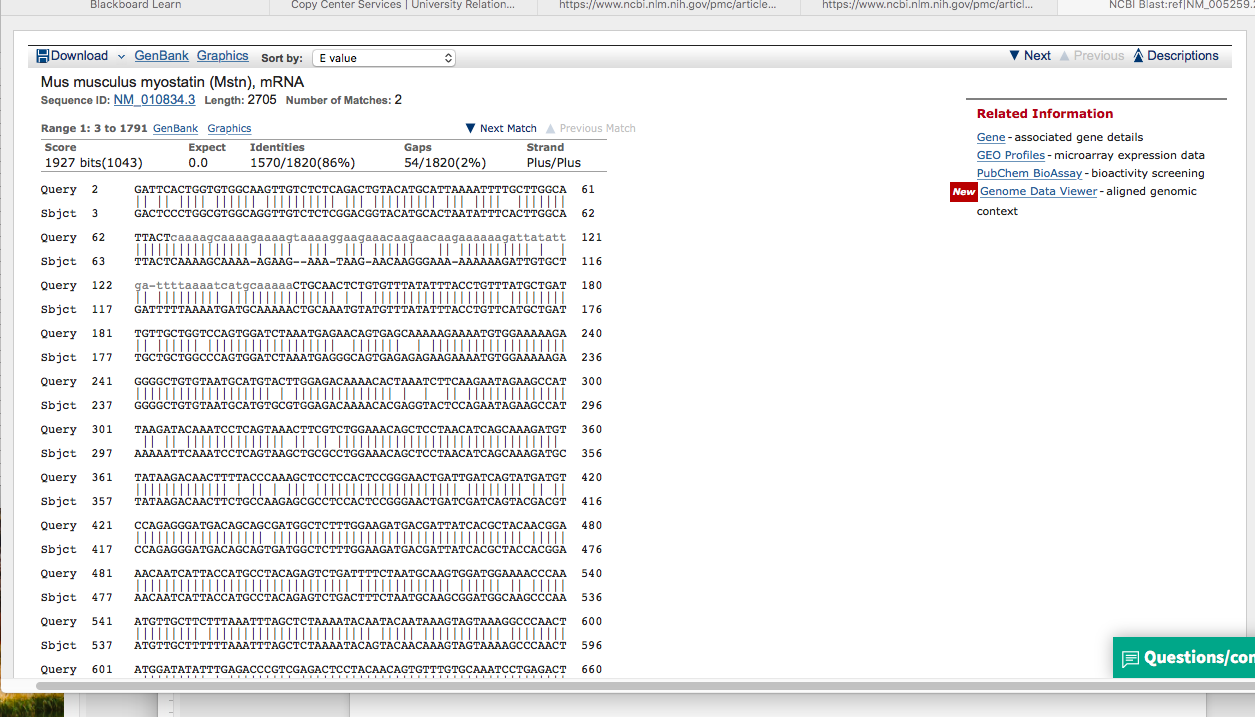 Blackboard Learn
Copy Center Services | University Relation...
https://www.ncbi.nlm.nih.gov/pmc/article...
https://www.ncbi.nlm.nih.gov/pmc/articl...
NCBI Blast:ref|NM_005259.2
Download GenBank Graphics Sort by: E value
Next Previous Descriptions
Mus musculus myostatin (Mstn), mRNA
Sequence ID: NM_010834.3 Length: 2705 Number of Matches: 2
Range 1: 3 to 1791 GenBank Graphics Next Match Previous Match
Score Expect Identities Gaps Strand
1927 bits(1043) 0.0 1570/1820(86%) 54/1820(2%) Plus/Plus
Query 2 GATTCACTGGTGTGGCAAGTTGTCTCTCAGACTGTACATGCATTAAAATTTTGCTTGGCA 61
Sbjct 3 GACTCCCTGGCGTGGCAGGTTGTCTCTCGGACGGTACATGCACTAATATTTCACTTGGCA 62
Query 62 TTACTcaaaagcaaaagaaaagtaaaaggaagaaacaagaacaagaaaaaagattatatt 121
Sbjct 63 TTACTCAAAAGCAAAA-AGAAG--AAA-TAAG-AACAAGGGAAA-AAAAAAGATTGTGCT 116
Query 122 ga-ttttaaaatcatgcaaaaaCTGCAACTCTGTGTTTATATTTACCTGTTTATGCTGAT 180
Sbjct 117 GATTTTTAAAATGATGCAAAAACTGCAAATGTATGTTTATATTTACCTGTTCATGCTGAT 176
Query 181 TGTTGCTGGTCCAGTGGATCTAAATGAGAACAGTGAGCAAAAAGAAAATGTGGAAAAAGA 240
Sbjct 177 TGCTGCTGGCCCAGTGGATCTAAATGAGGGCAGTGAGAGAGAAGAAAATGTGGAAAAAGA 236
Query 241 GGGGCTGTGTAATGCATGTACTTGGAGACAAAACACTAAATCTTCAAGAATAGAAGCCAT 300
Sbjct 237 GGGGCTGTGTAATGCATGTGCGTGGAGACAAAACACGAGGTACTCCAGAATAGAAGCCAT 296
Query 301 TAAGATACAAATCCTCAGTAAACTTCGTCTGGAAACAGCTCCTAACATCAGCAAAGATGT 360
Sbjct 297 AAAAATTCAAATCCTCAGTAAGCTGCGCCTGGAAACAGCTCCTAACATCAGCAAAGATGC 356
Query 361 TATAAGACAACTTTTACCCAAAGCTCCTCCACTCCGGGAACTGATTGATCAGTATGATGT 420
Sbjct 357 TATAAGACAACTTCTGCCAAGAGCGCCTCCACTCCGGGAACTGATCGATCAGTACGACGT 416
Query 421 CCAGAGGGATGACAGCAGCGATGGCTCTTTGGAAGATGACGATTATCACGCTACAACGGA 480
Sbjct 417 CCAGAGGGATGACAGCAGTGATGGCTCTTTGGAAGATGACGATTATCACGCTACCACGGA 476
Query 481 AACAATCATTACCATGCCTACAGAGTCTGATTTTCTAATGCAAGTGGATGGAAAACCCAA 540
Sbjct 477 AACAATCATTACCATGCCTACAGAGTCTGACTTTCTAATGCAAGCGGATGGCAAGCCCAA 536
Query 541 ATGTTGCTTCTTTAAATTTAGCTCTAAAATACAATACAATAAAGTAGTAAAGGCCCAACT 600
Sbjct 537 ATGTTGCTTTTTTAAATTTAGCTCTAAAATACAGTACAACAAAGTAGTAAAAGCCCAACT 596
Query 601 ATGGATATATTTGAGACCCGTCGAGACTCCTACAACAGTGTTTGTGCAAATCCTGAGACT 660
Related Information
Gene - associated gene details
GEO Profiles - microarray expression data
PubChem BioAssay - bioactivity screening
New Genome Data Viewer - aligned genomic
context
Questions/com